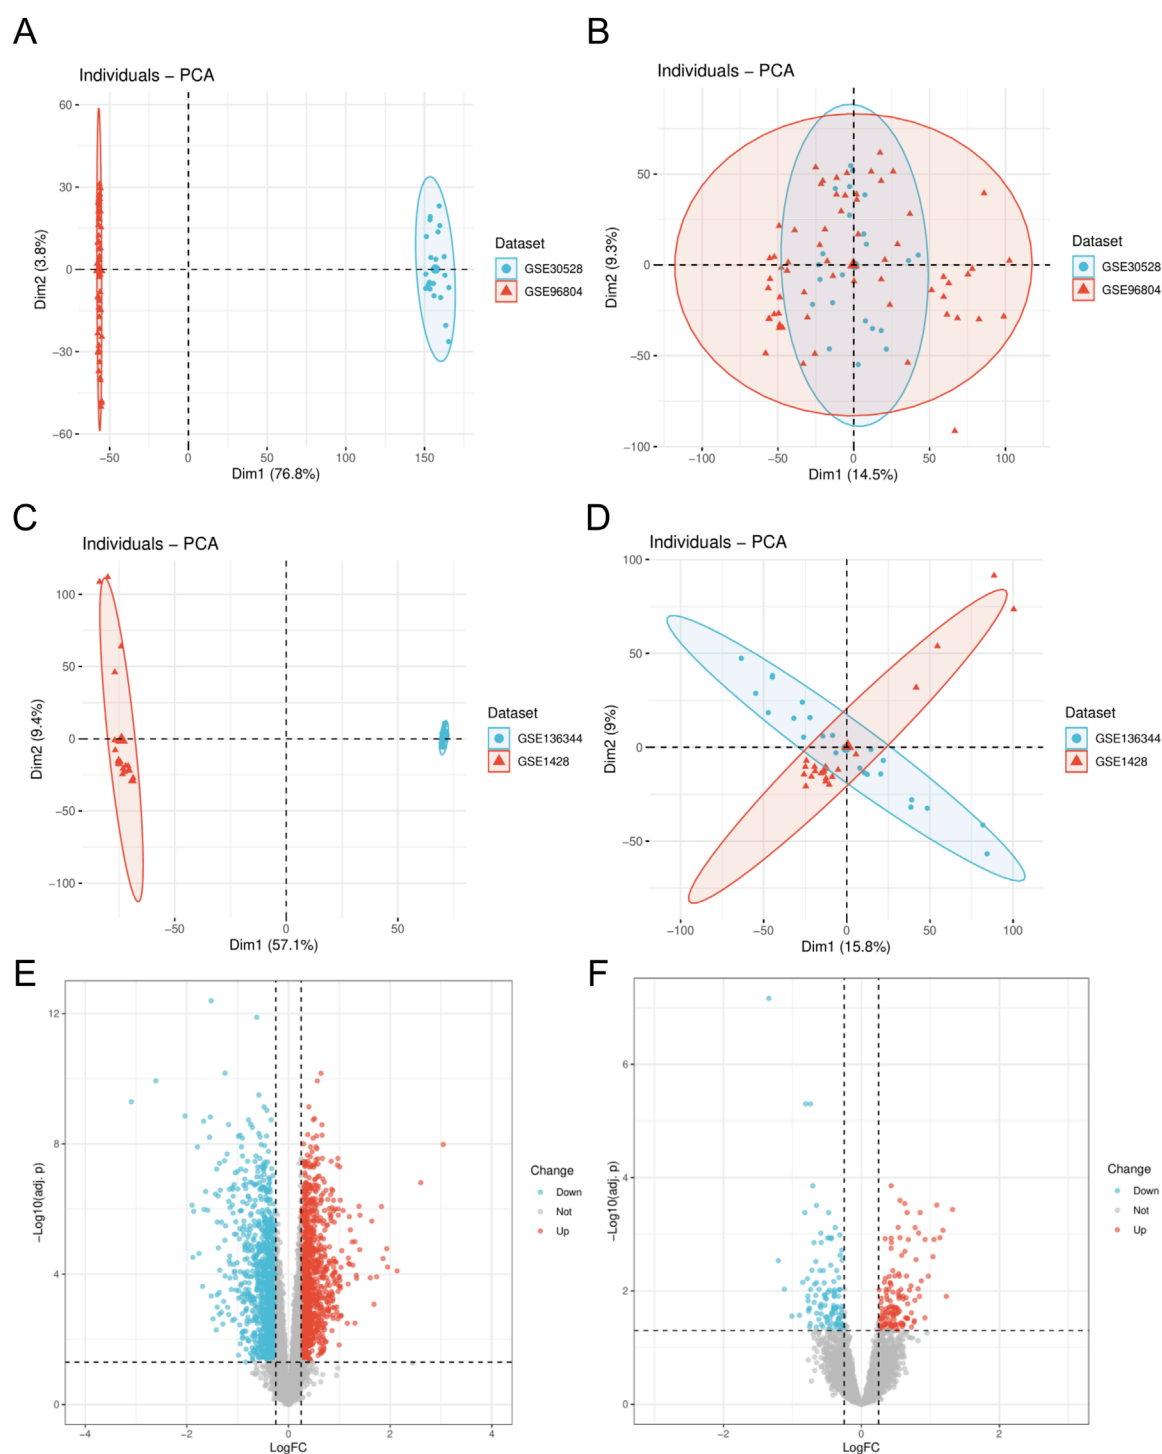 A
Individuals – PCA
60
30
0
−30
−60
−50
0
50
100
150
Dim1 (76.8%)
Dim2 (3.8%)
Dataset
GSE30528
GSE96804
B
Individuals – PCA
50
0
−50
−100
−100
−50
0
50
100
Dim1 (14.5%)
Dim2 (9.3%)
Dataset
GSE30528
GSE96804
C
Individuals – PCA
100
50
0
−50
−100
−50
0
50
Dim1 (57.1%)
Dim2 (9.4%)
Dataset
GSE136344
GSE1428
D
Individuals – PCA
100
50
0
−50
−100
−50
0
50
100
Dim1 (15.8%)
Dim2 (9%)
Dataset
GSE136344
GSE1428
E
12
8
4
0
−4
−2
0
2
4
LogFC
−Log10(adj. p)
Change
Down
Not
Up
F
6
4
2
0
−2
0
2
LogFC
−Log10(adj. p)
Change
Down
Not
Up